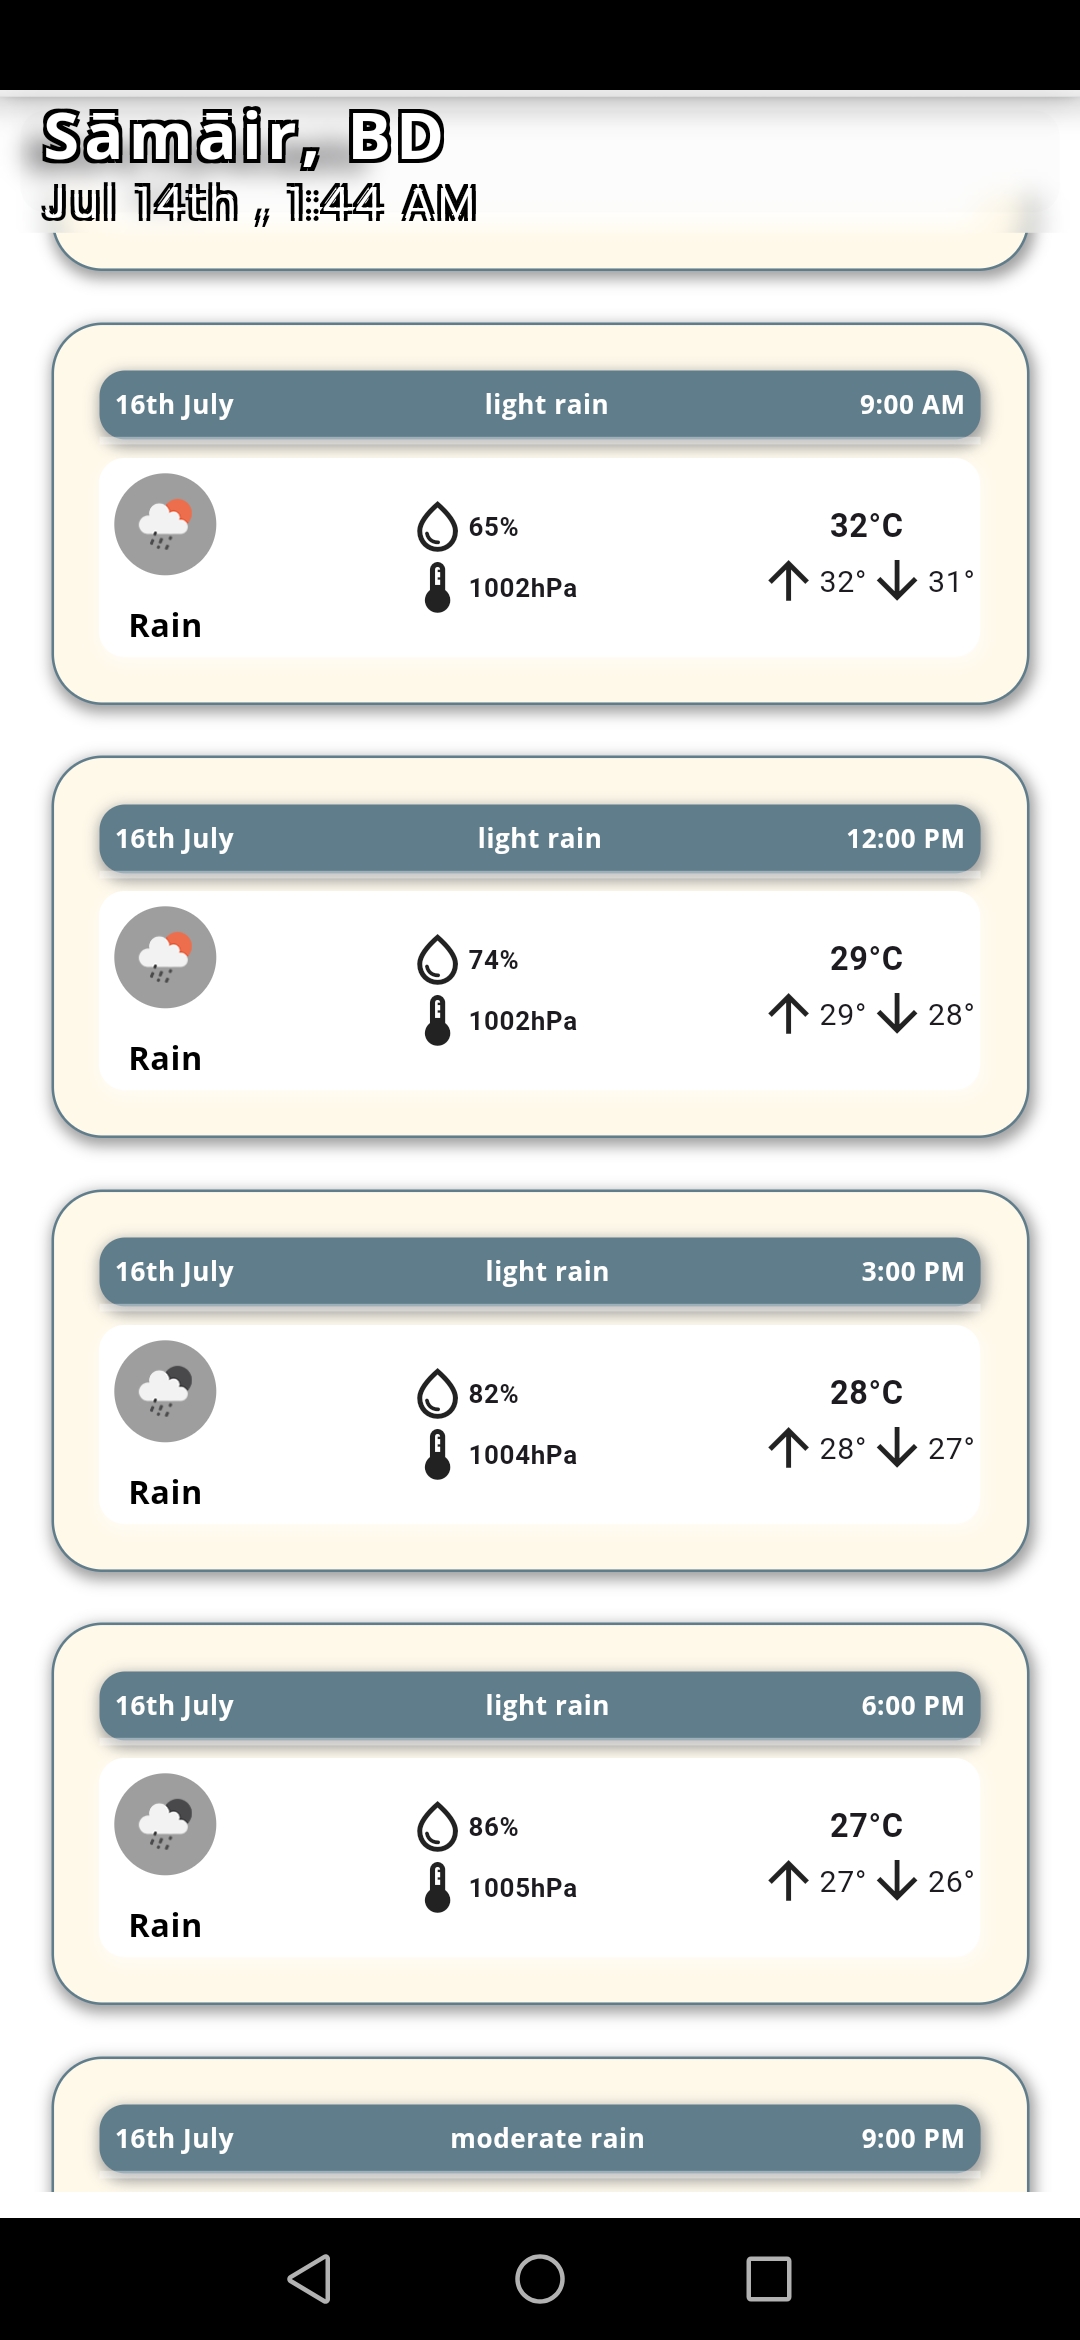 Sāmāir, BD
Jul 14th ,, 1:44 AM
16th July light rain 9:00 AM
65% 32°C
1002hPa 32° 31°
Rain
16th July light rain 12:00 PM
74% 29°C
1002hPa 29° 28°
Rain
16th July light rain 3:00 PM
82% 28°C
1004hPa 28° 27°
Rain
16th July light rain 6:00 PM
86% 27°C
1005hPa 27° 26°
Rain
16th July moderate rain 9:00 PM